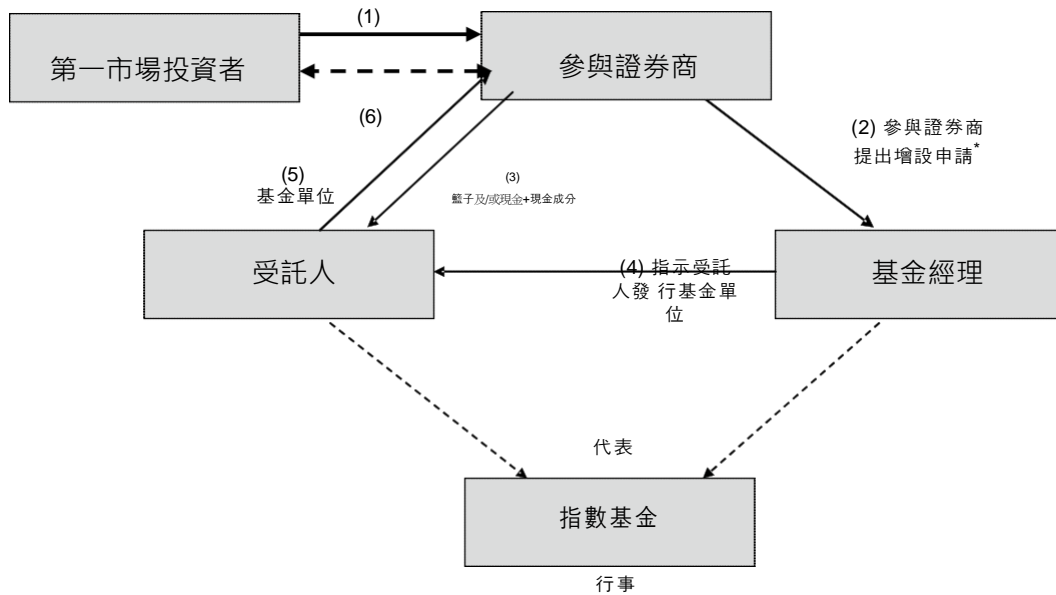 (1)
第一市場投資者
參與證券商
(6)
(2) 參與證券商
提出增設申請*
(5)
基金單位
(3)
籃子及/或現金+現金成分
受託人
(4) 指示受託
人發 行基金單
位
基金經理
代表
指數基金
行事